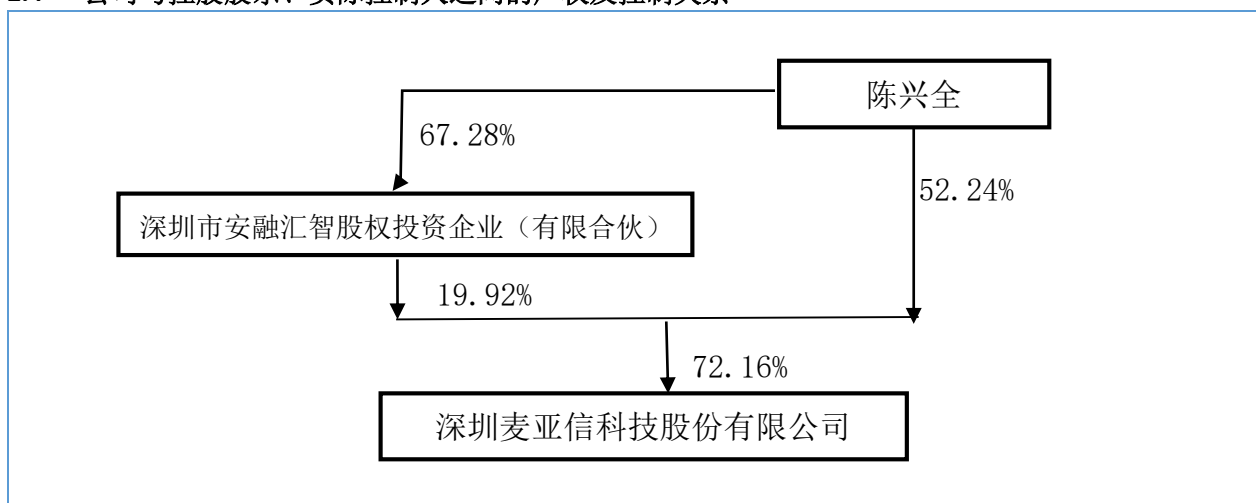 陈兴全
67.28%
52.24%
深圳市安融汇智股权投资企业（有限合伙）
19.92%
72.16%
深圳麦亚信科技股份有限公司